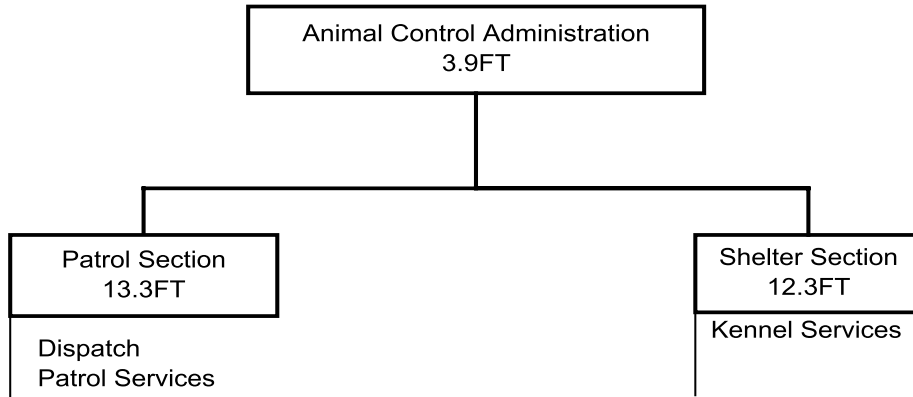 Animal Control Administration
3.9FT
Patrol Section
13.3FT
Dispatch
Patrol Services
Shelter Section
12.3FT
Kennel Services